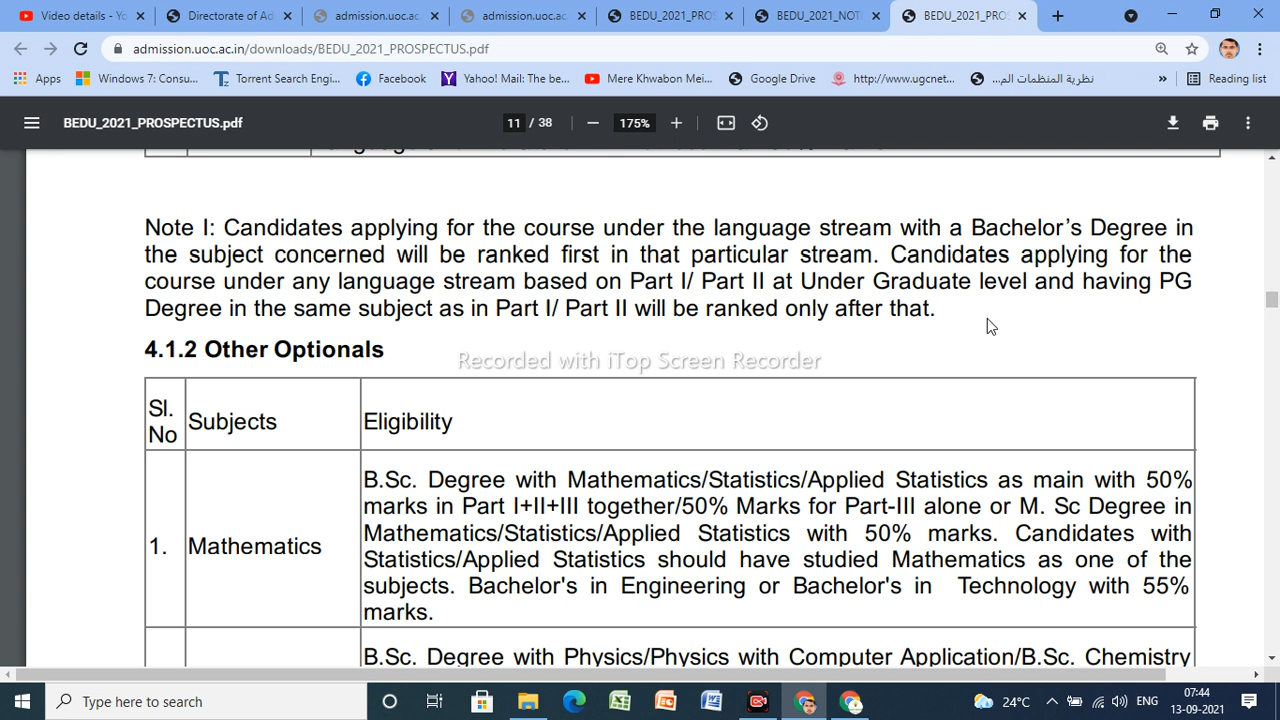 Video details - Yo
Directorate of Ad
admission.uoc.ac
admission.uoc.ac
BEDU_2021_PROS
BEDU_2021_NOTI
BEDU_2021_PROS
admission.uoc.ac.in/downloads/BEDU_2021_PROSPECTUS.pdf
Apps
Windows 7: Consu...
Torrent Search Engi...
Facebook
Yahoo! Mail: The be...
Mere Khwabon Mei...
Google Drive
http://www.ugcnet...
نظرية المنظمات الم...
»
Reading list
BEDU_2021_PROSPECTUS.pdf
11 / 38
175%
Note I: Candidates applying for the course under the language stream with a Bachelor's Degree in
the subject concerned will be ranked first in that particular stream. Candidates applying for the
course under any language stream based on Part I/ Part II at Under Graduate level and having PG
Degree in the same subject as in Part I/ Part II will be ranked only after that.
4.1.2 Other Optionals
Recorded with iTop Screen Recorder
Sl.
No
Subjects
Eligibility
1.
Mathematics
B.Sc. Degree with Mathematics/Statistics/Applied Statistics as main with 50%
marks in Part I+II+III together/50% Marks for Part-III alone or M. Sc Degree in
Mathematics/Statistics/Applied Statistics with 50% marks. Candidates with
Statistics/Applied Statistics should have studied Mathematics as one of the
subjects. Bachelor's in Engineering or Bachelor's in Technology with 55%
marks.
B.Sc. Degree with Physics/Physics with Computer Application/B.Sc. Chemistry
Type here to search
24°C
ENG
07:44
13-09-2021